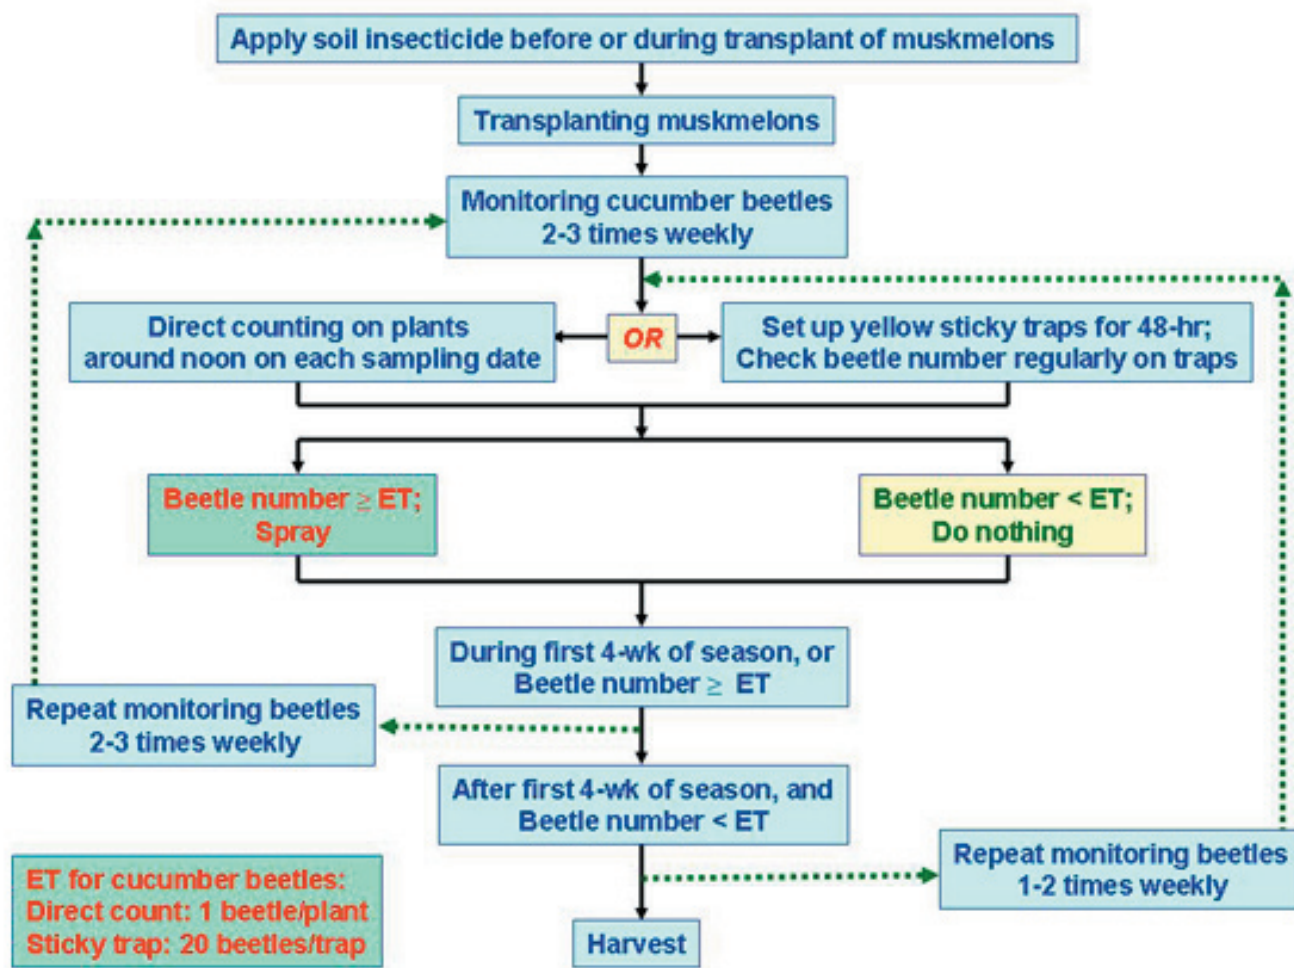 Apply soil insecticide before or during transplant of muskmelons
Transplanting muskmelons
Monitoring cucumber beetles
2-3 times weekly
Direct counting on plants
around noon on each sampling date
OR
Set up yellow sticky traps for 48-hr;
Check beetle number regularly on traps
Beetle number ≥ ET;
Spray
Beetle number < ET;
Do nothing
During first 4-wk of season, or
Beetle number ≥ ET
Repeat monitoring beetles
2-3 times weekly
After first 4-wk of season, and
Beetle number < ET
Repeat monitoring beetles
1-2 times weekly
ET for cucumber beetles:
Direct count: 1 beetle/plant
Sticky trap: 20 beetles/trap
Harvest